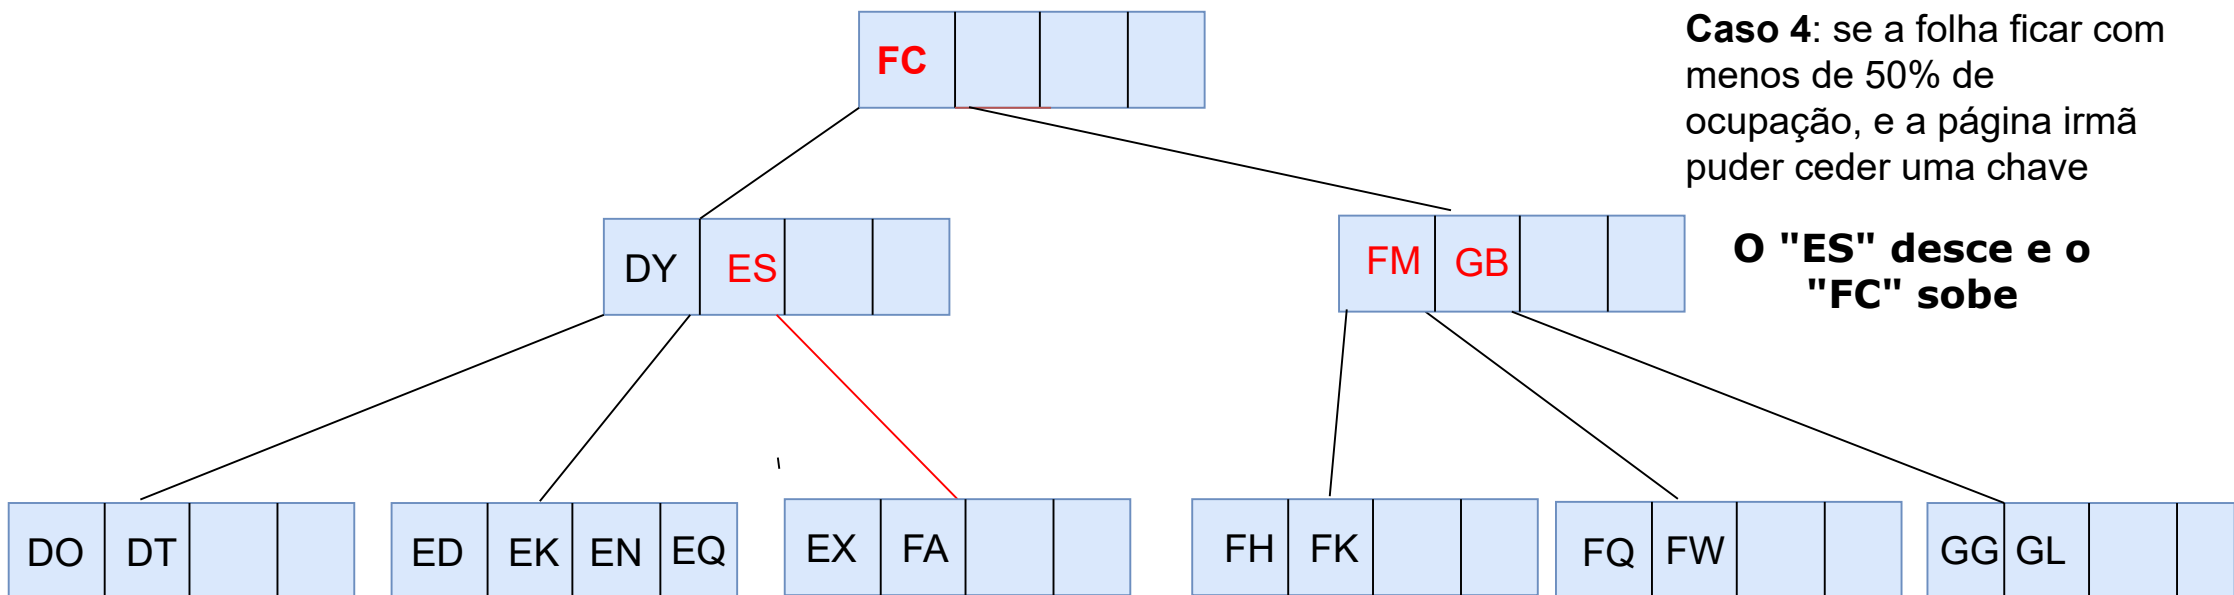 FC
Caso 4: se a folha ficar com
menos de 50% de
ocupação, e a página irmã
puder ceder uma chave
O "ES" desce e o
"FC" sobe
DY ES
FM GB
DO DT
ED EK EN EQ
EX FA
FH FK
FQ FW
GG GL